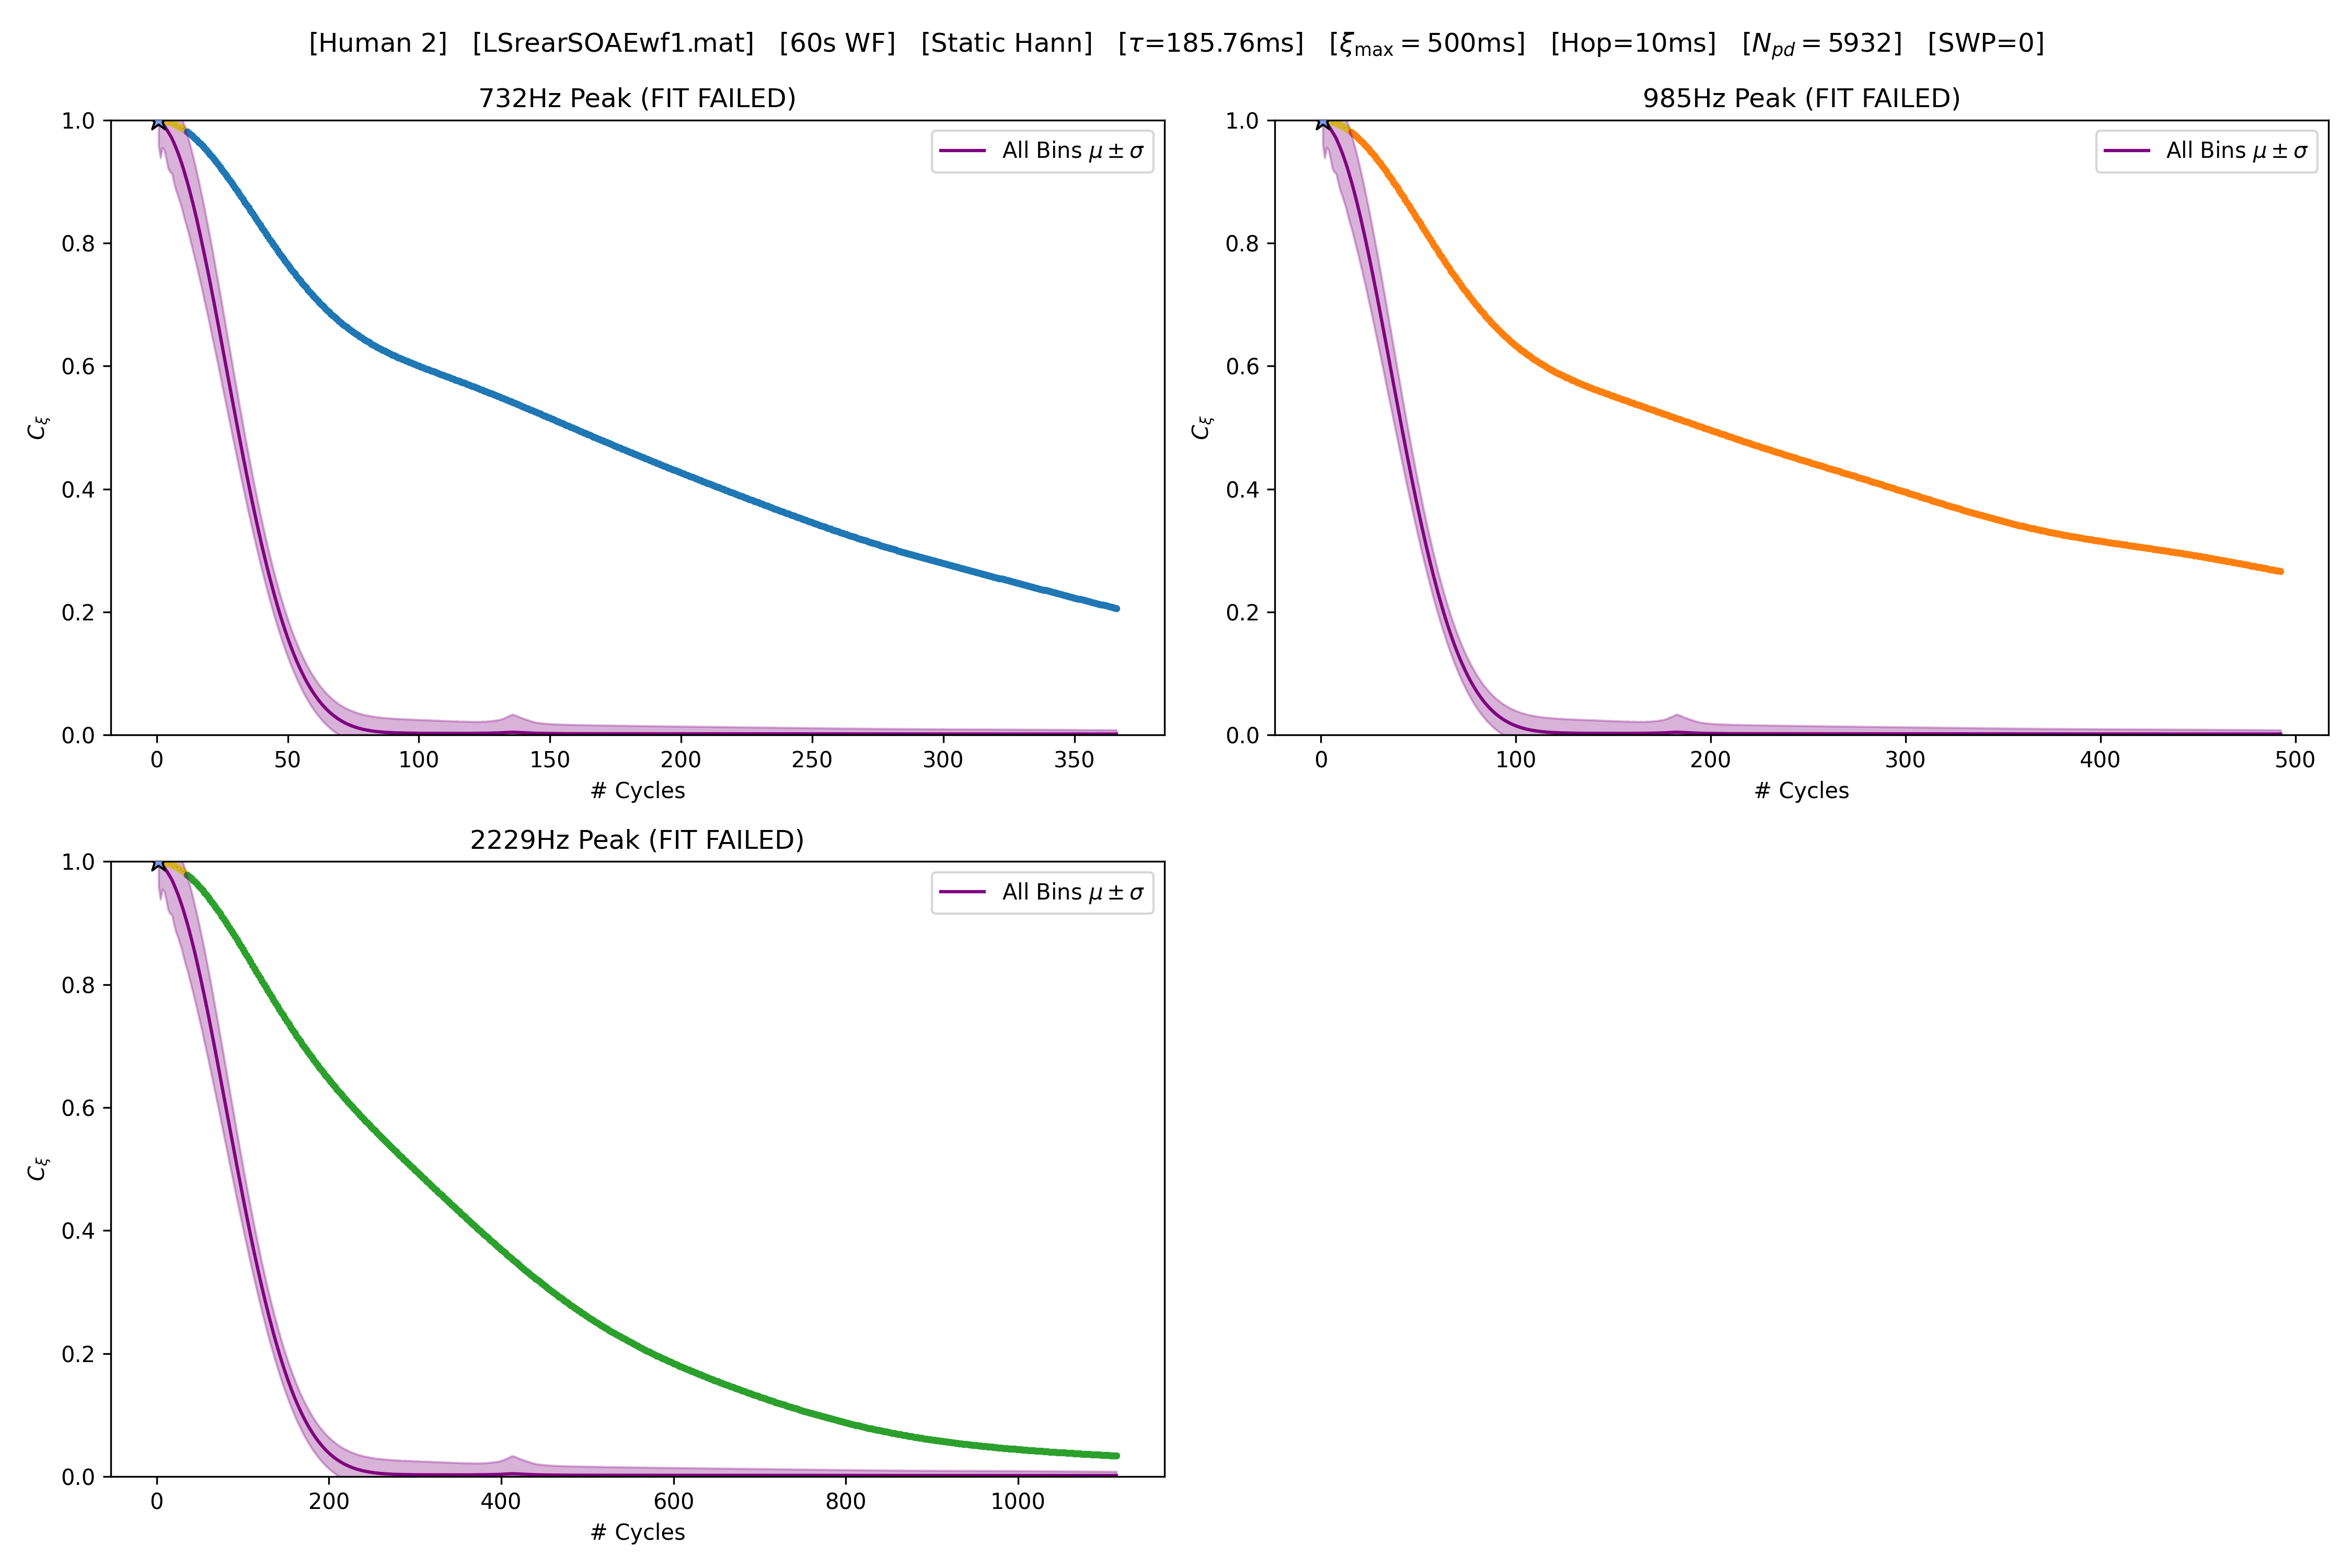 [Human 2] [LSrearSOAEwf1.mat] [60s WF] [Static Hann] [τ=185.76ms] [ξmax = 500ms] [Hop=10ms] [Npd = 5932] [SWP=0]
732Hz Peak (FIT FAILED)
1.0
0.8
0.6
0.4
0.2
0.0
Cξ
All Bins μ ± σ
0 50 100 150 200 250 300 350
# Cycles
985Hz Peak (FIT FAILED)
1.0
0.8
0.6
0.4
0.2
0.0
Cξ
All Bins μ ± σ
0 100 200 300 400 500
# Cycles
2229Hz Peak (FIT FAILED)
1.0
0.8
0.6
0.4
0.2
0.0
Cξ
All Bins μ ± σ
0 200 400 600 800 1000
# Cycles